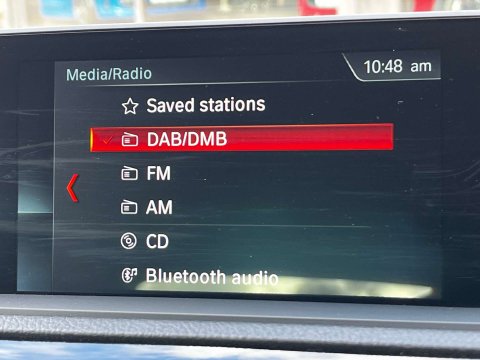 Media/Radio
10:48 am
Saved stations
DAB/DMB
FM
AM
CD
Bluetooth audio